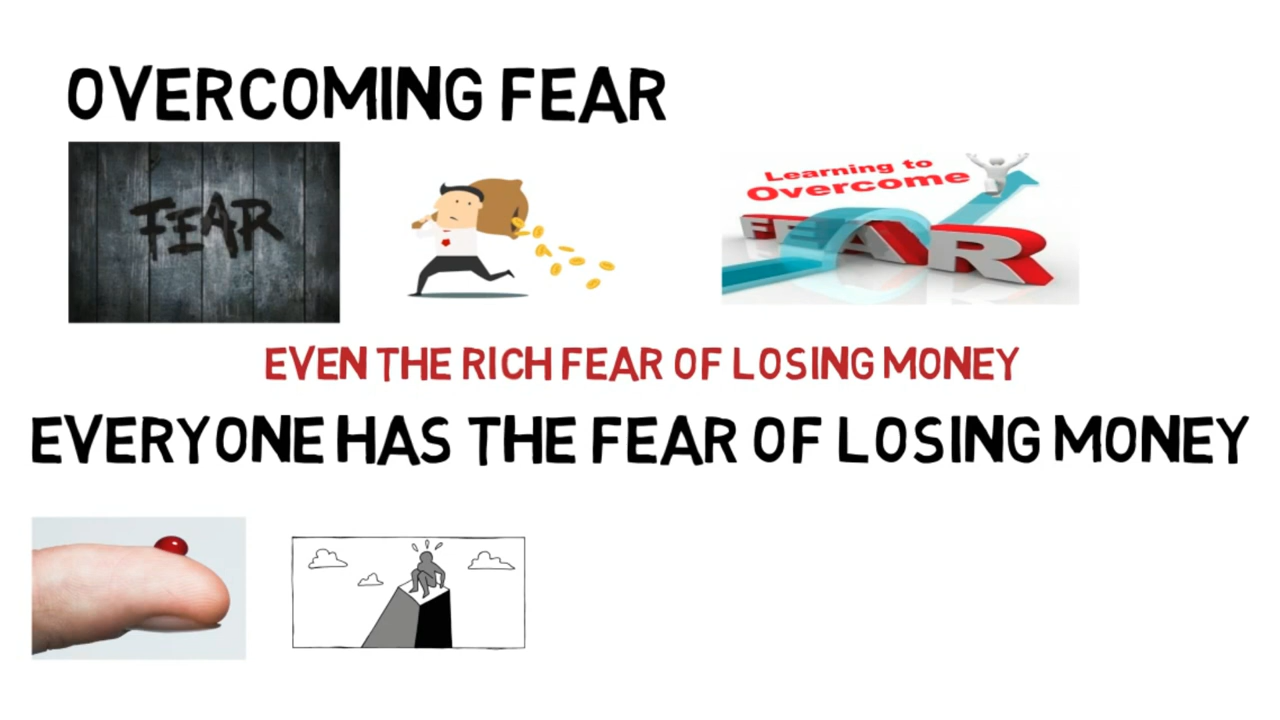 OVERCOMING FEAR
FEAR
Learning to
Overcome
FEAR
EVEN THE RICH FEAR OF LOSING MONEY
EVERYONE HAS THE FEAR OF LOSING MONEY